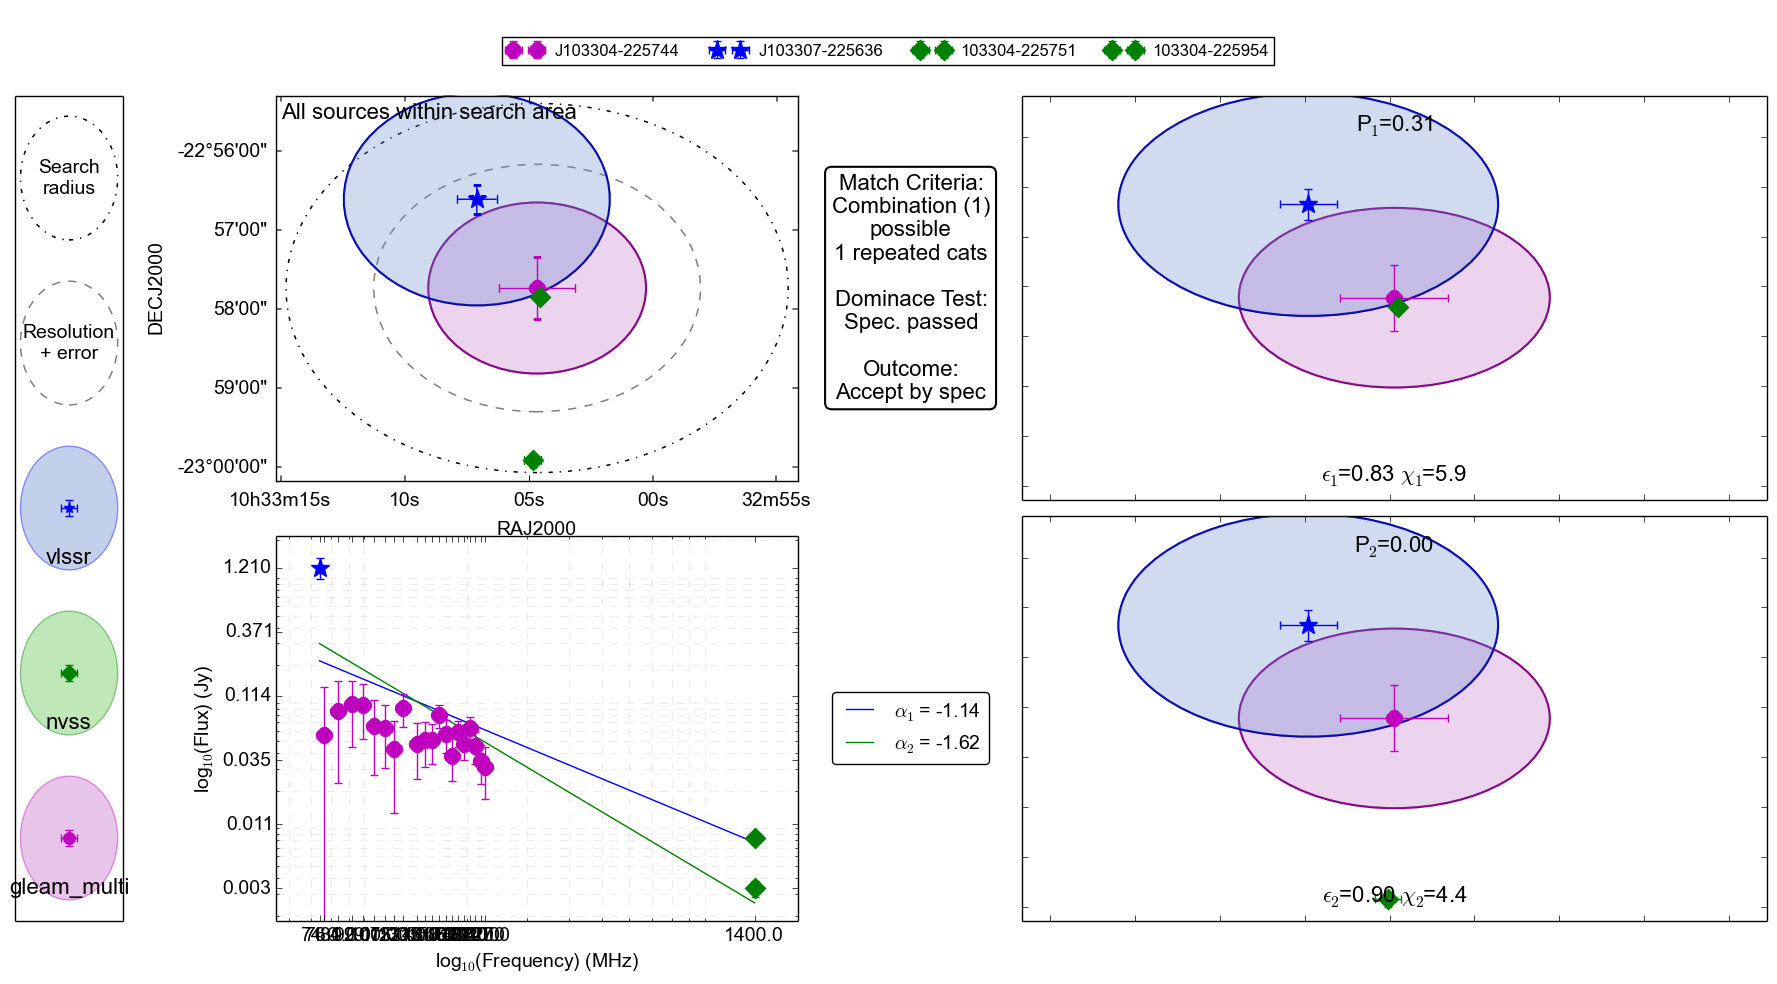 J103304-225744 J103307-225636 103304-225751 103304-225954
Search
radius
Resolution
+ error
vlssr
nvss
gleam_multi
All sources within search area
DECJ2000
-22°56'00"
57'00"
58'00"
59'00"
-23°00'00"
10h33m15s 10s 05s 00s 32m55s
RAJ2000
Match Criteria:
Combination (1)
possible
1 repeated cats
Dominace Test:
Spec. passed
Outcome:
Accept by spec
P1=0.31
ϵ1=0.83 χ1=5.9
log10(Flux) (Jy)
1.210
0.371
0.114
0.035
0.011
0.003
1400.0
log10(Frequency) (MHz)
α1 = -1.14
α2 = -1.62
P2=0.00
ϵ2=0.90 χ2=4.4